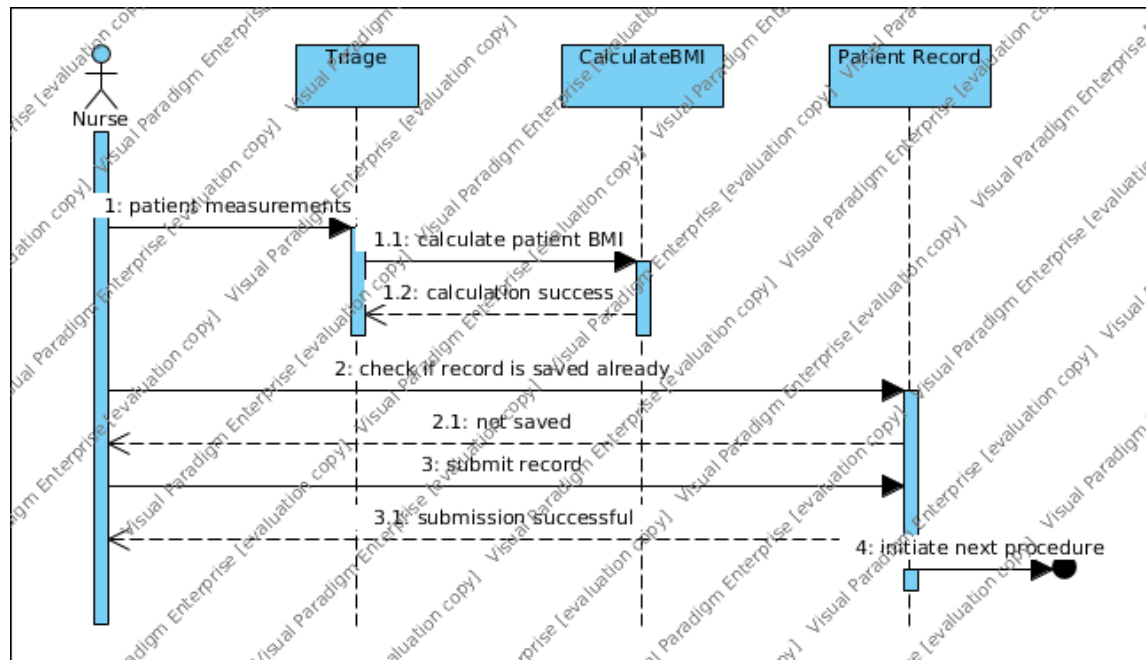 Triage
CalculateBMI
Patient Record
Nurse
1: patient measurements
1.1: calculate patient BMI
1.2: calculation success
2: check if record is saved already
2.1: not saved
3: submit record
3.1: submission successful
4: initiate next procedure
Visual Paradigm Enterprise [evaluation copy]